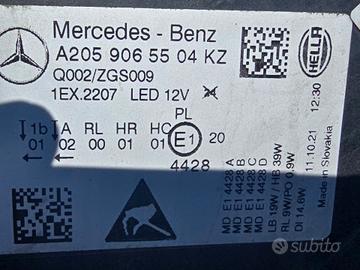 Mercedes - Benz
A205 906 55 04 KZ
Q002/ZGS009
1EX.2207 LED 12V
PL
1b A RL HR HC E1 20
01 02 00 01 01
4428
MD E1 4428 A
MD E1 4428 B
MD E1 4428 C
MD E1 4428 D
LB 19W / HB 39W
RL 9W/PO 0.9W
DI 14.6W
HELLA
11.10.21 12:30
Made in Slovakia
subito